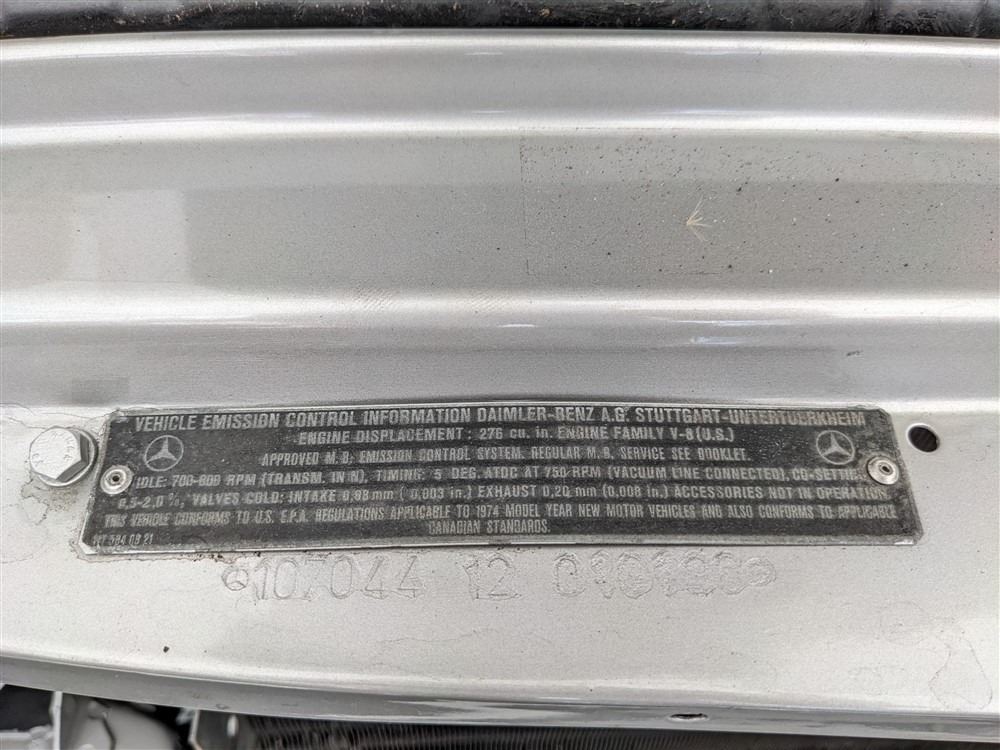 VEHICLE EMISSION CONTROL INFORMATION DAIMLER-BENZ A.G. STUTTGART-UNTERTUERKHEIM
ENGINE DISPLACEMENT: 276 cu. in. ENGINE FAMILY V-8 (U.S.)
APPROVED M.B. EMISSION CONTROL SYSTEM. REGULAR M.B. SERVICE SEE BOOKLET.
IDLE: 700-800 RPM (TRANSM. IN N). TIMING: 5 DEG. ATDC AT 750 RPM (VACUUM LINE CONNECTED), CO-SETTING
0,5-2,0 %, VALVES COLD: INTAKE 0,08 mm (0,003 in.) EXHAUST 0,20 mm (0,008 in.) ACCESSORIES NOT IN OPERATION
THIS VEHICLE CONFORMS TO U.S. E.P.A. REGULATIONS APPLICABLE TO 1974 MODEL YEAR NEW MOTOR VEHICLES AND ALSO CONFORMS TO APPLICABLE
CANADIAN STANDARDS.
584 08 21
107044 12